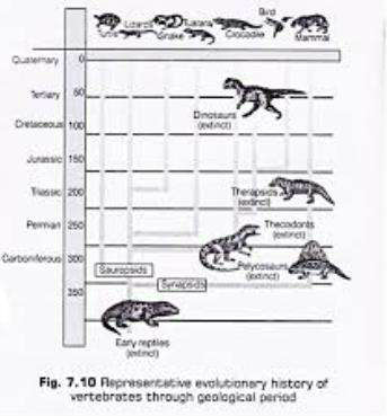 Bird
Turtle Lizards Snake Tuatara Crocodile Mammal
Quaternary 0
Tertiary 50
Dinosaurs
(extinct)
Cretaceous 100
Jurassic 150
Triassic 200
Therapsids
(extinct)
Permian 250
Thecodonts
(extinct)
Carboniferous 300
Sauropsids
Pelycosaurs
(extinct)
Synapsids
350
Early reptiles
(extinct)
Fig. 7.10 Representative evolutionary history of
vertebrates through geological period